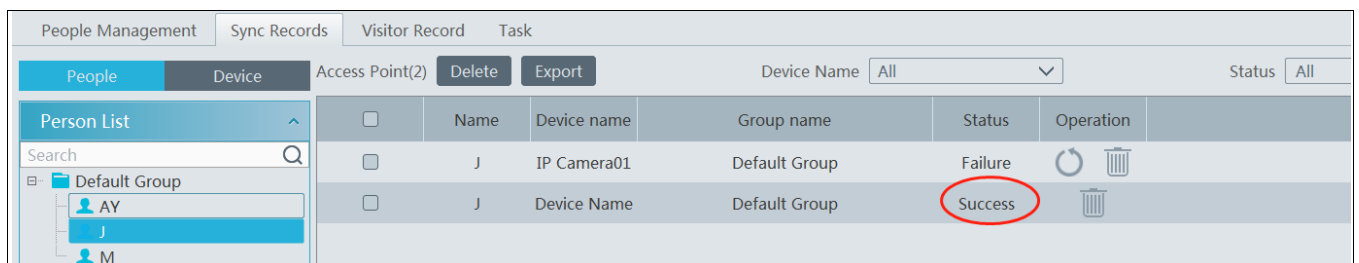 People Management Sync Records Visitor Record Task
People Device Access Point(2) Delete Export Device Name All Status All
Person List Name Device name Group name Status Operation
Search J IP Camera01 Default Group Failure
Default Group
AY J Device Name Default Group Success
J
M